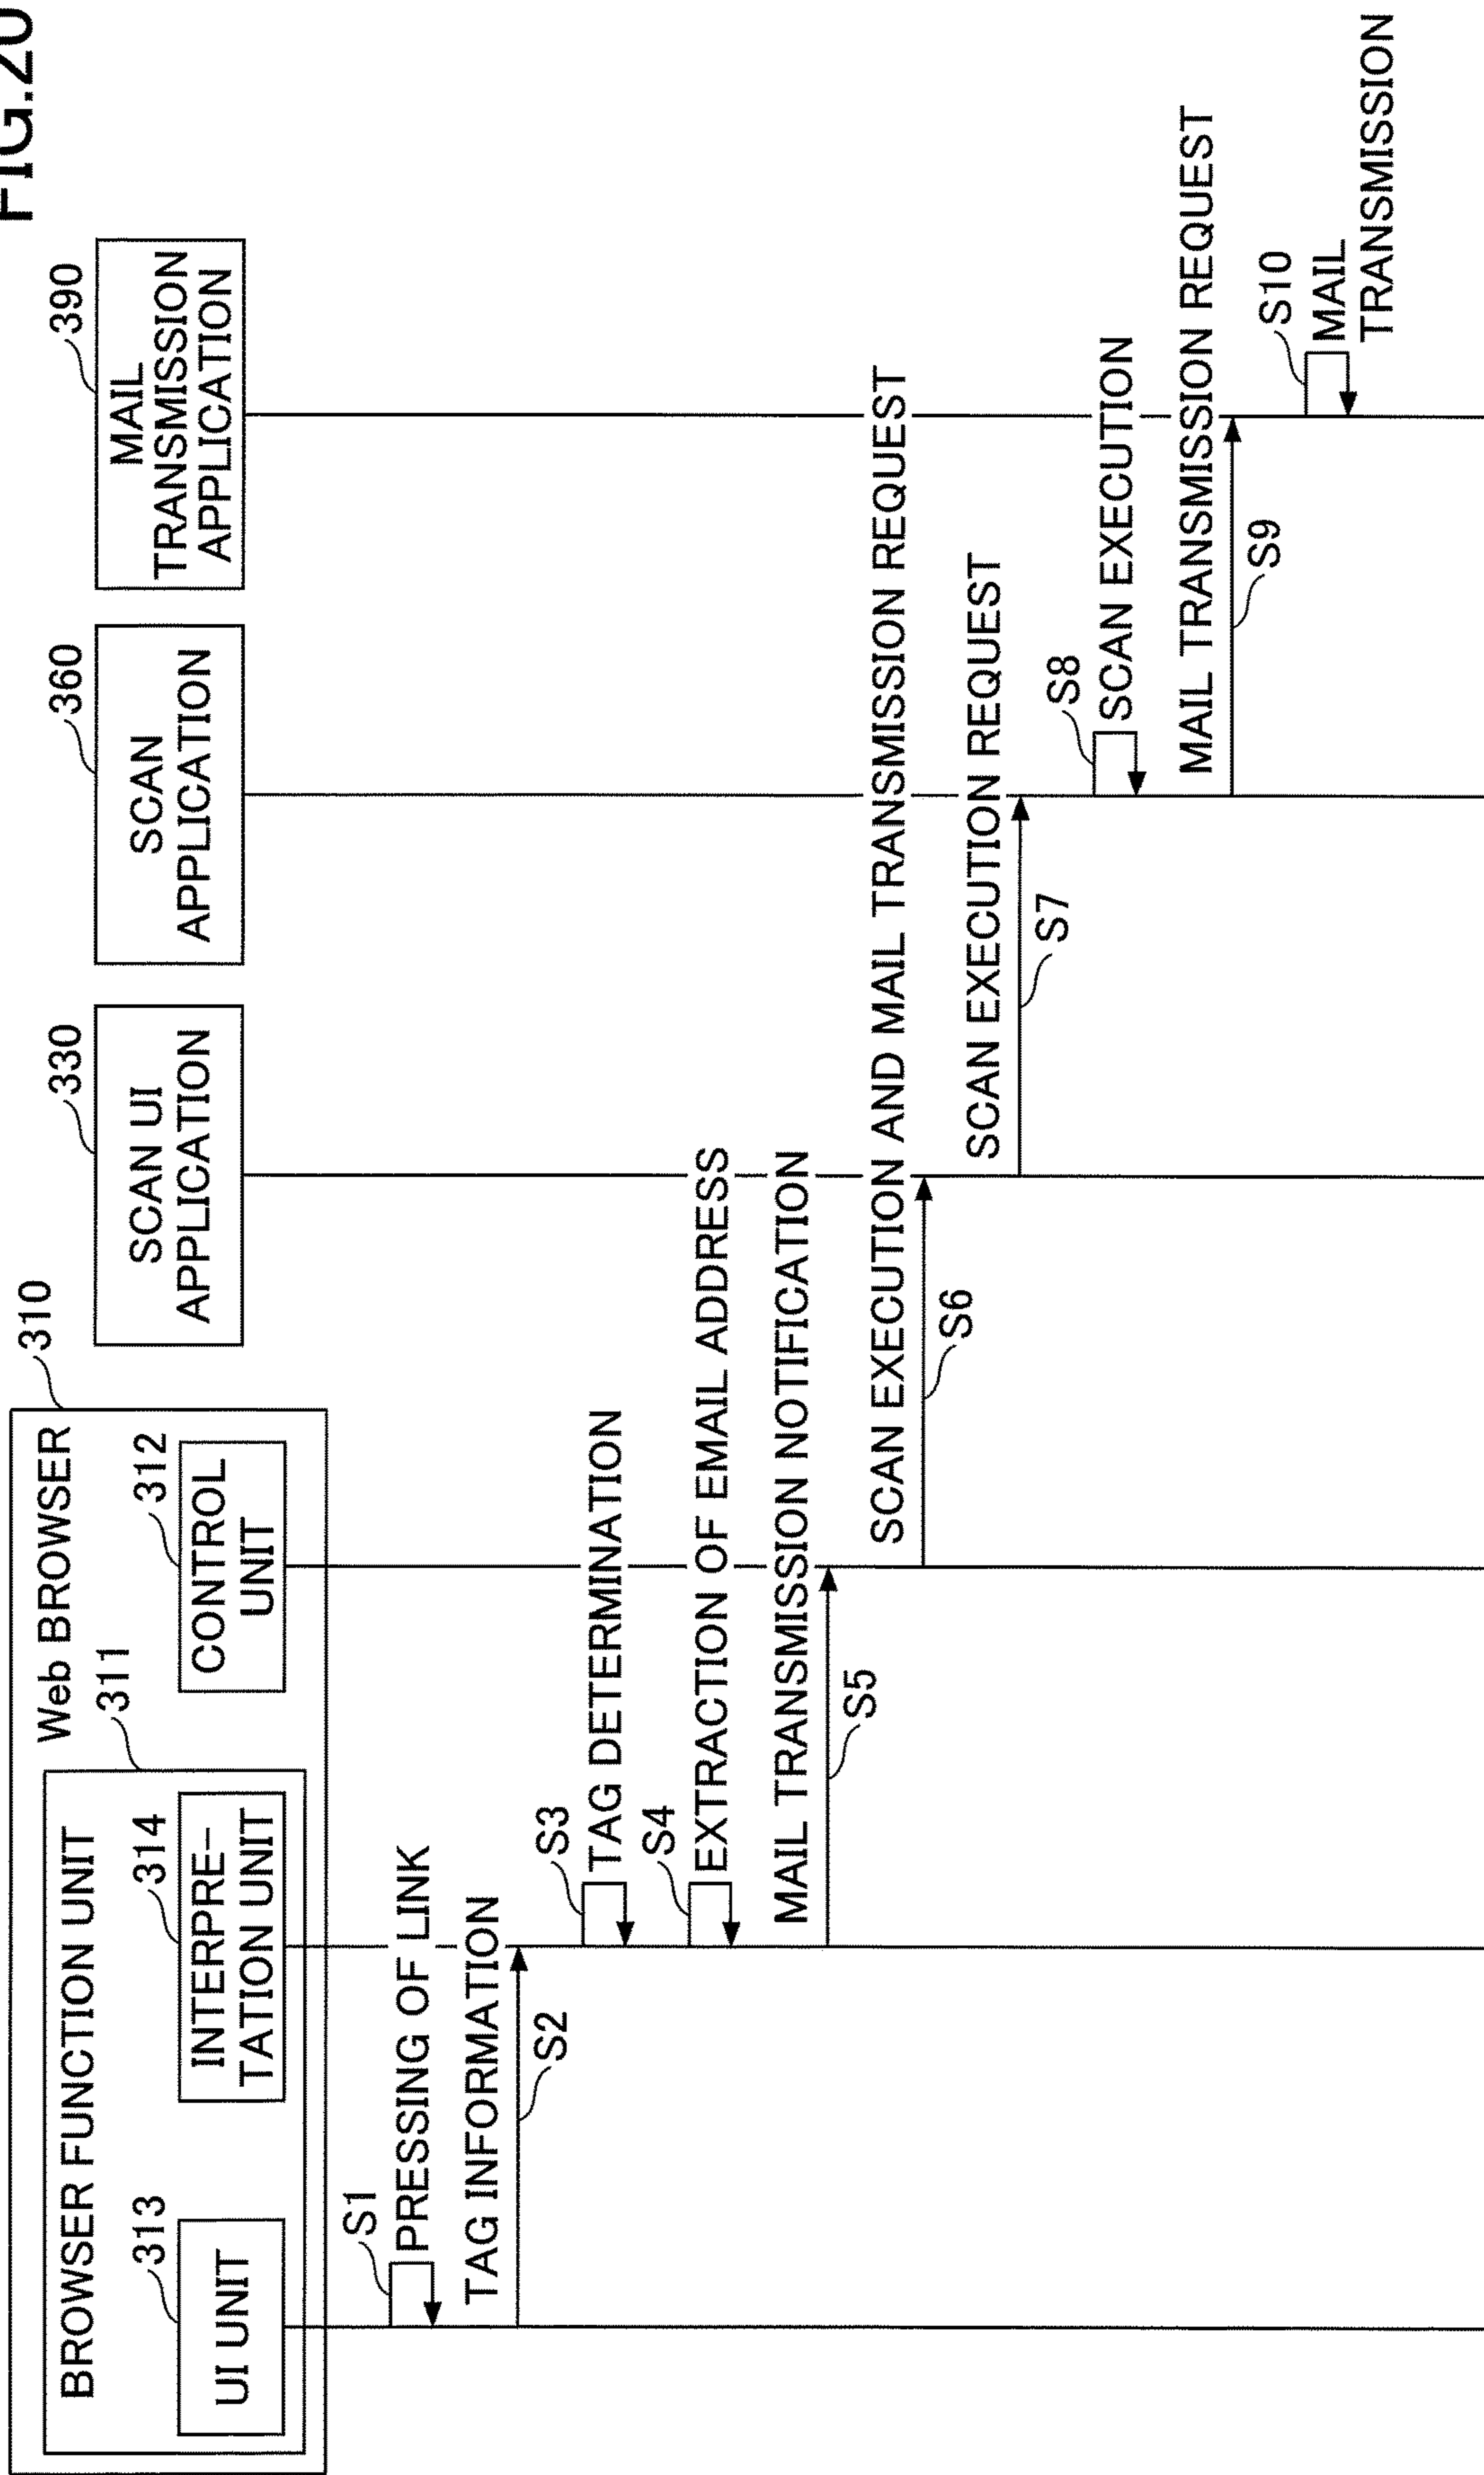 FIG.20
310
Web BROWSER
311
BROWSER FUNCTION UNIT
313
UI UNIT
314
INTERPRE-
TATION UNIT
312
CONTROL
UNIT
330
SCAN UI
APPLICATION
360
SCAN
APPLICATION
390
MAIL
TRANSMISSION
APPLICATION
S1
PRESSING OF LINK
TAG INFORMATION
S2
S3
TAG DETERMINATION
S4
EXTRACTION OF EMAIL ADDRESS
MAIL TRANSMISSION NOTIFICATION
S5
SCAN EXECUTION AND MAIL TRANSMISSION REQUEST
S6
SCAN EXECUTION REQUEST
S7
S8
SCAN EXECUTION
MAIL TRANSMISSION REQUEST
S9
S10
MAIL
TRANSMISSION